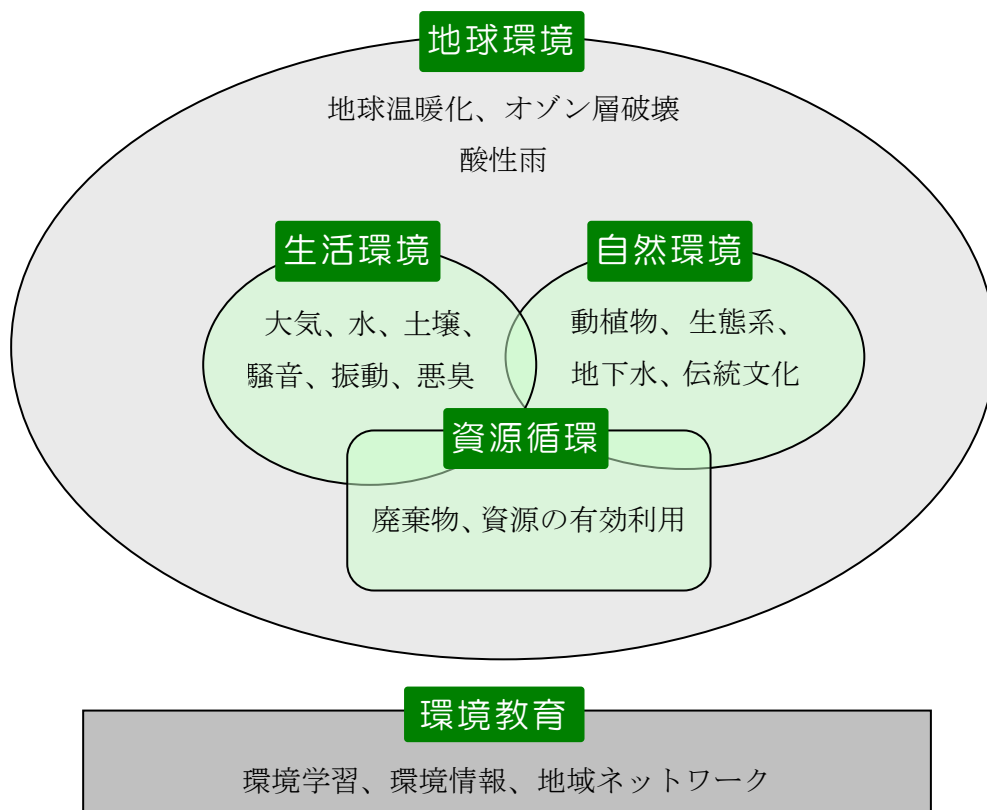 地球環境
地球温暖化、オゾン層破壊
酸性雨
生活環境
大気、水、土壌、
騒音、振動、悪臭
自然環境
動植物、生態系、
地下水、伝統文化
資源循環
廃棄物、資源の有効利用
環境教育
環境学習、環境情報、地域ネットワーク